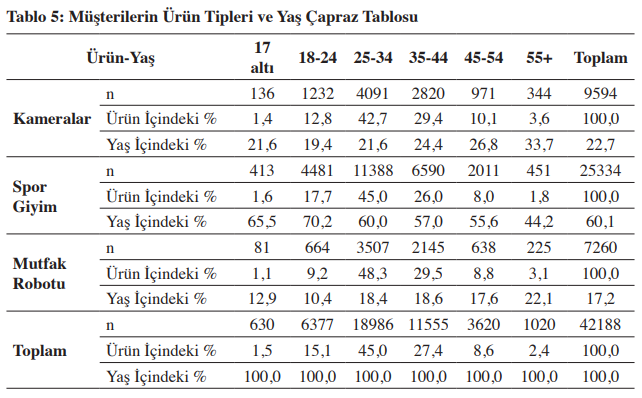 Tablo 5: Müşterilerin Ürün Tipleri ve Yaş Çapraz Tablosu
Ürün-Yaş 17 altı 18-24 25-34 35-44 45-54 55+ Toplam
Kameralar
n 136 1232 4091 2820 971 344 9594
Ürün İçindeki % 1,4 12,8 42,7 29,4 10,1 3,6 100,0
Yaş İçindeki % 21,6 19,4 21,6 24,4 26,8 33,7 22,7
Spor Giyim
n 413 4481 11388 6590 2011 451 25334
Ürün İçindeki % 1,6 17,7 45,0 26,0 8,0 1,8 100,0
Yaş İçindeki % 65,5 70,2 60,0 57,0 55,6 44,2 60,1
Mutfak Robotu
n 81 664 3507 2145 638 225 7260
Ürün İçindeki % 1,1 9,2 48,3 29,5 8,8 3,1 100,0
Yaş İçindeki % 12,9 10,4 18,4 18,6 17,6 22,1 17,2
Toplam
n 630 6377 18986 11555 3620 1020 42188
Ürün İçindeki % 1,5 15,1 45,0 27,4 8,6 2,4 100,0
Yaş İçindeki % 100,0 100,0 100,0 100,0 100,0 100,0 100,0